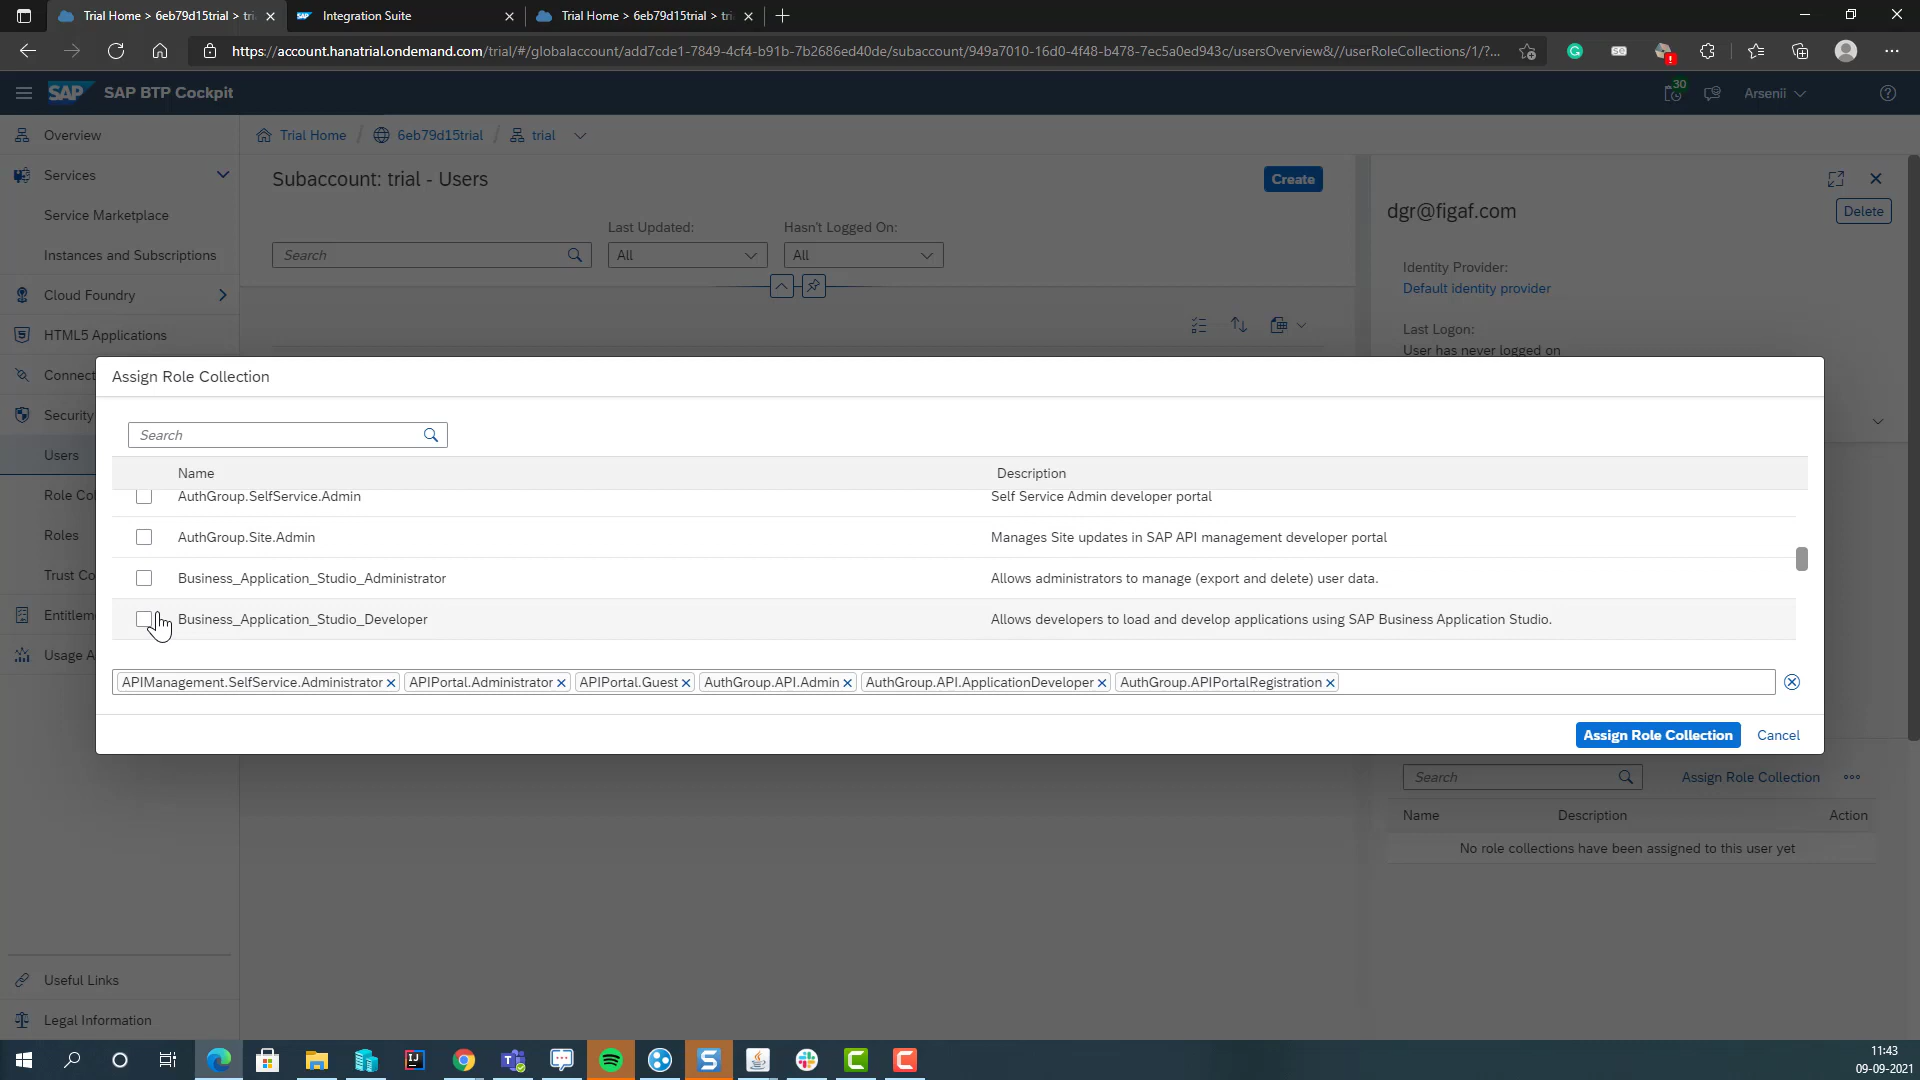 Trial Home > 6eb79d15trial > tri
Integration Suite
Trial Home > 6eb79d15trial > tri
https://account.hanatrial.ondemand.com/trial/#/globalaccount/add7cde1-7849-4cf4-b91b-7b2686ed40de/subaccount/949a7010-16d0-4f48-b478-7ec5a0ed943c/usersOverview&//userRoleCollections/1/?...
SAP
SAP BTP Cockpit
30
Arsenii
Overview
Trial Home / 6eb79d15trial / trial
Services
Service Marketplace
Instances and Subscriptions
Cloud Foundry
HTML5 Applications
Connect
Security
Users
Role Col
Roles
Trust Co
Entitlem
Usage A
Useful Links
Legal Information
Subaccount: trial - Users
Create
Last Updated:
Hasn't Logged On:
Search
All
All
dgr@figaf.com
Delete
Identity Provider:
Default identity provider
Last Logon:
User has never logged on
Assign Role Collection
Search
Name
Description
AuthGroup.SelfService.Admin
Self Service Admin developer portal
AuthGroup.Site.Admin
Manages Site updates in SAP API management developer portal
Business_Application_Studio_Administrator
Allows administrators to manage (export and delete) user data.
Business_Application_Studio_Developer
Allows developers to load and develop applications using SAP Business Application Studio.
APIManagement.SelfService.Administrator
APIPortal.Administrator
APIPortal.Guest
AuthGroup.API.Admin
AuthGroup.API.ApplicationDeveloper
AuthGroup.APIPortalRegistration
Assign Role Collection
Cancel
Search
Assign Role Collection
Name
Description
Action
No role collections have been assigned to this user yet
11:43
09-09-2021